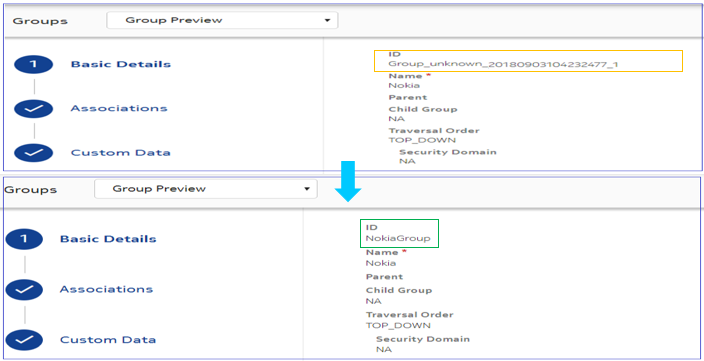 Groups Group Preview
1 Basic Details
Associations
Custom Data
ID
Group_unknown_20180903104232477_1
Name *
Nokia
Parent
Child Group
NA
Traversal Order
TOP_DOWN
Security Domain
NA
Groups Group Preview
1 Basic Details
Associations
Custom Data
ID
NokiaGroup
Name *
Nokia
Parent
Child Group
NA
Traversal Order
TOP_DOWN
Security Domain
NA